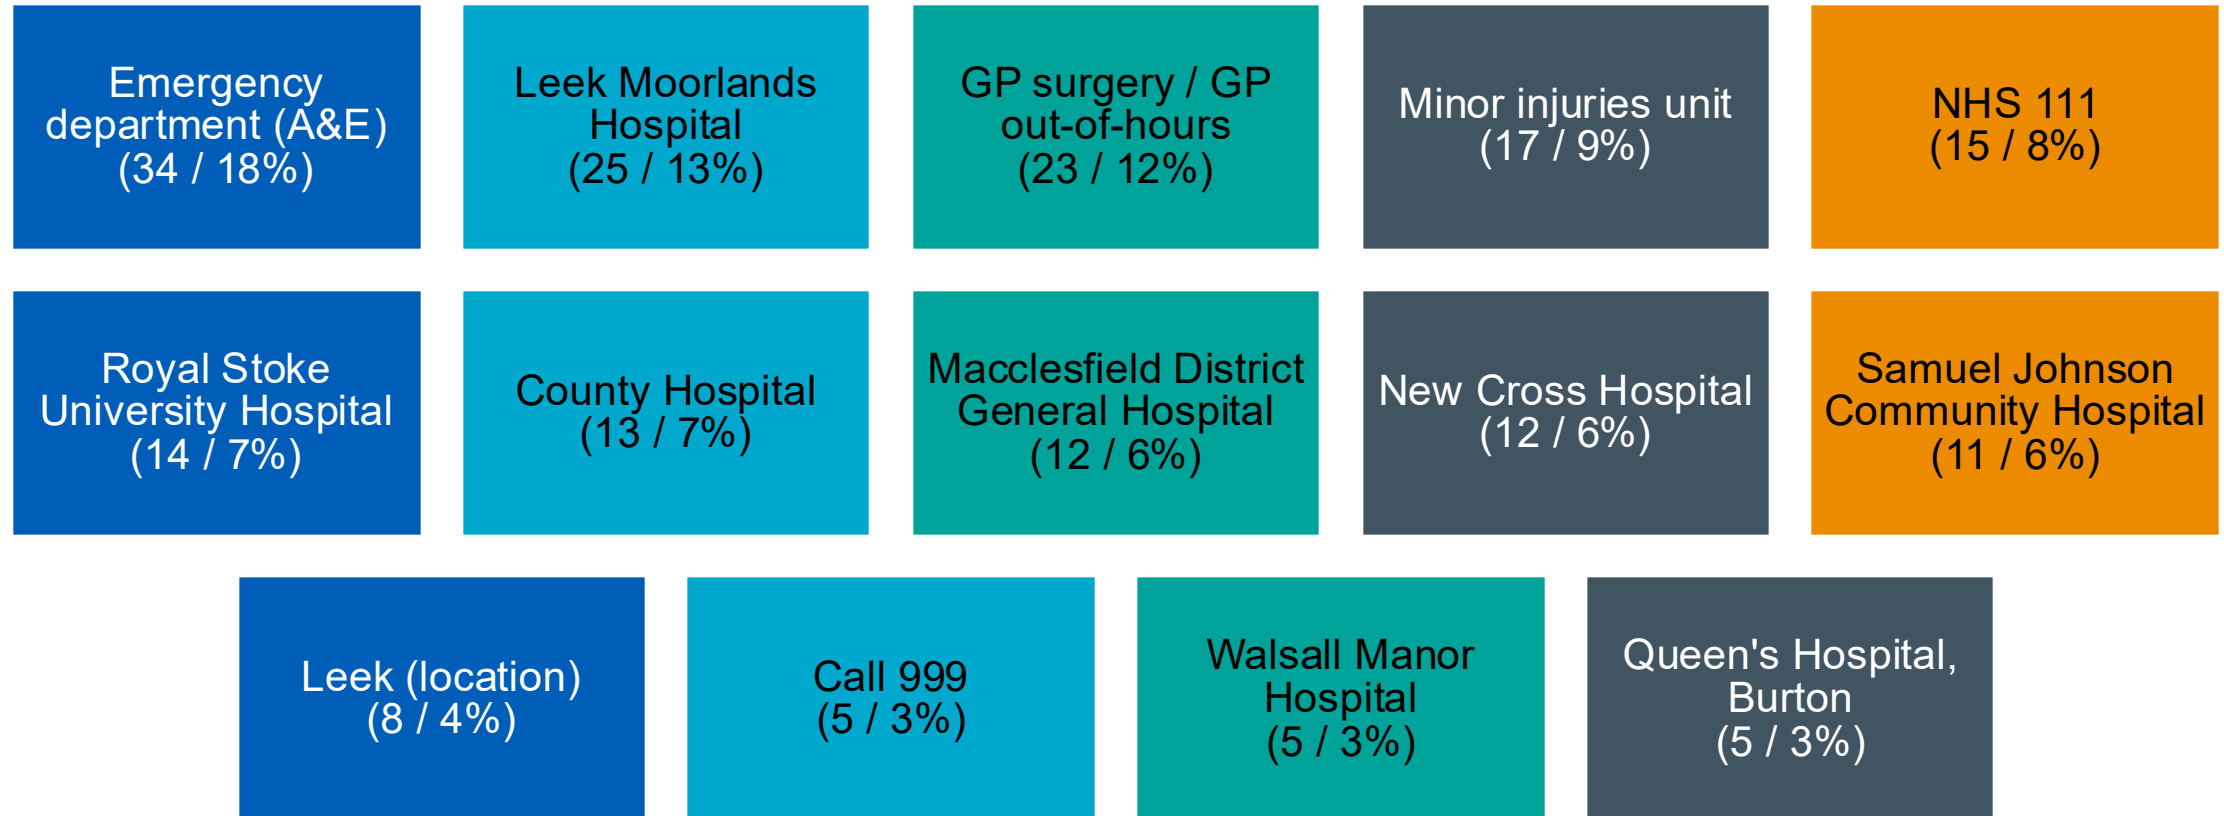 Emergency
department (A&E)
(34 / 18%)
Leek Moorlands
Hospital
(25 / 13%)
GP surgery / GP
out-of-hours
(23 / 12%)
Minor injuries unit
(17 / 9%)
NHS 111
(15 / 8%)
Royal Stoke
University Hospital
(14 / 7%)
County Hospital
(13 / 7%)
Macclesfield District
General Hospital
(12 / 6%)
New Cross Hospital
(12 / 6%)
Samuel Johnson
Community Hospital
(11 / 6%)
Leek (location)
(8 / 4%)
Call 999
(5 / 3%)
Walsall Manor
Hospital
(5 / 3%)
Queen's Hospital,
Burton
(5 / 3%)